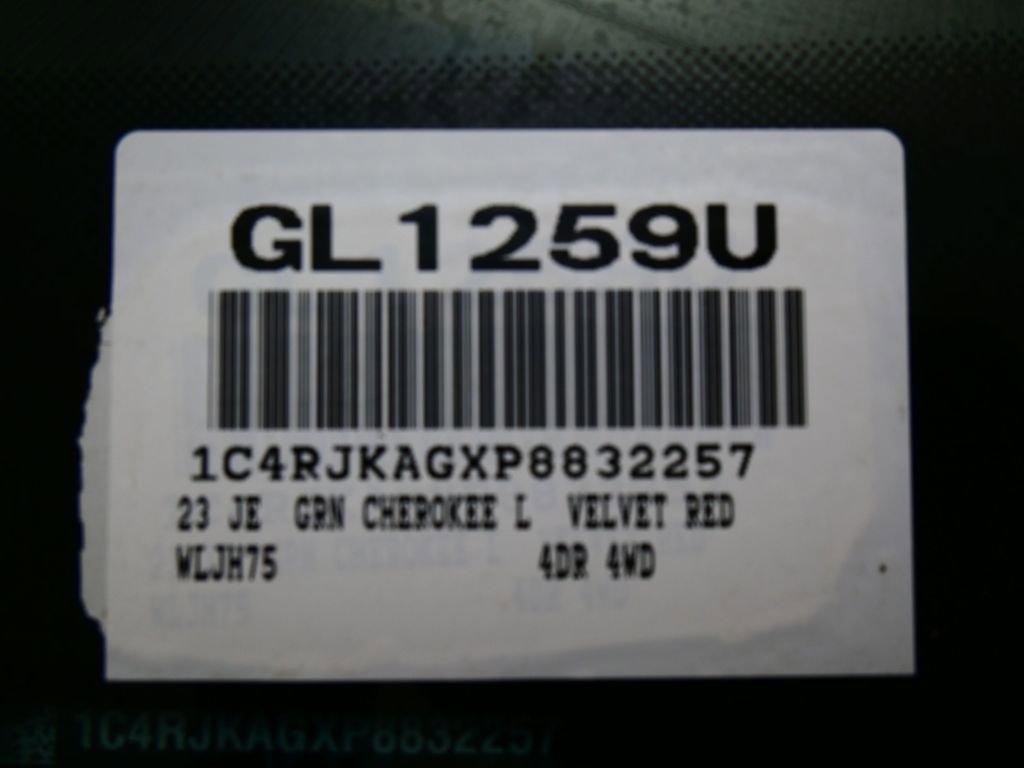 GL1259U
1C4RJKAGXP8832257
23 JE GRN CHEROKEE L VELVET RED
WLJH75 4DR 4WD
1C4RJKAGXP8832257